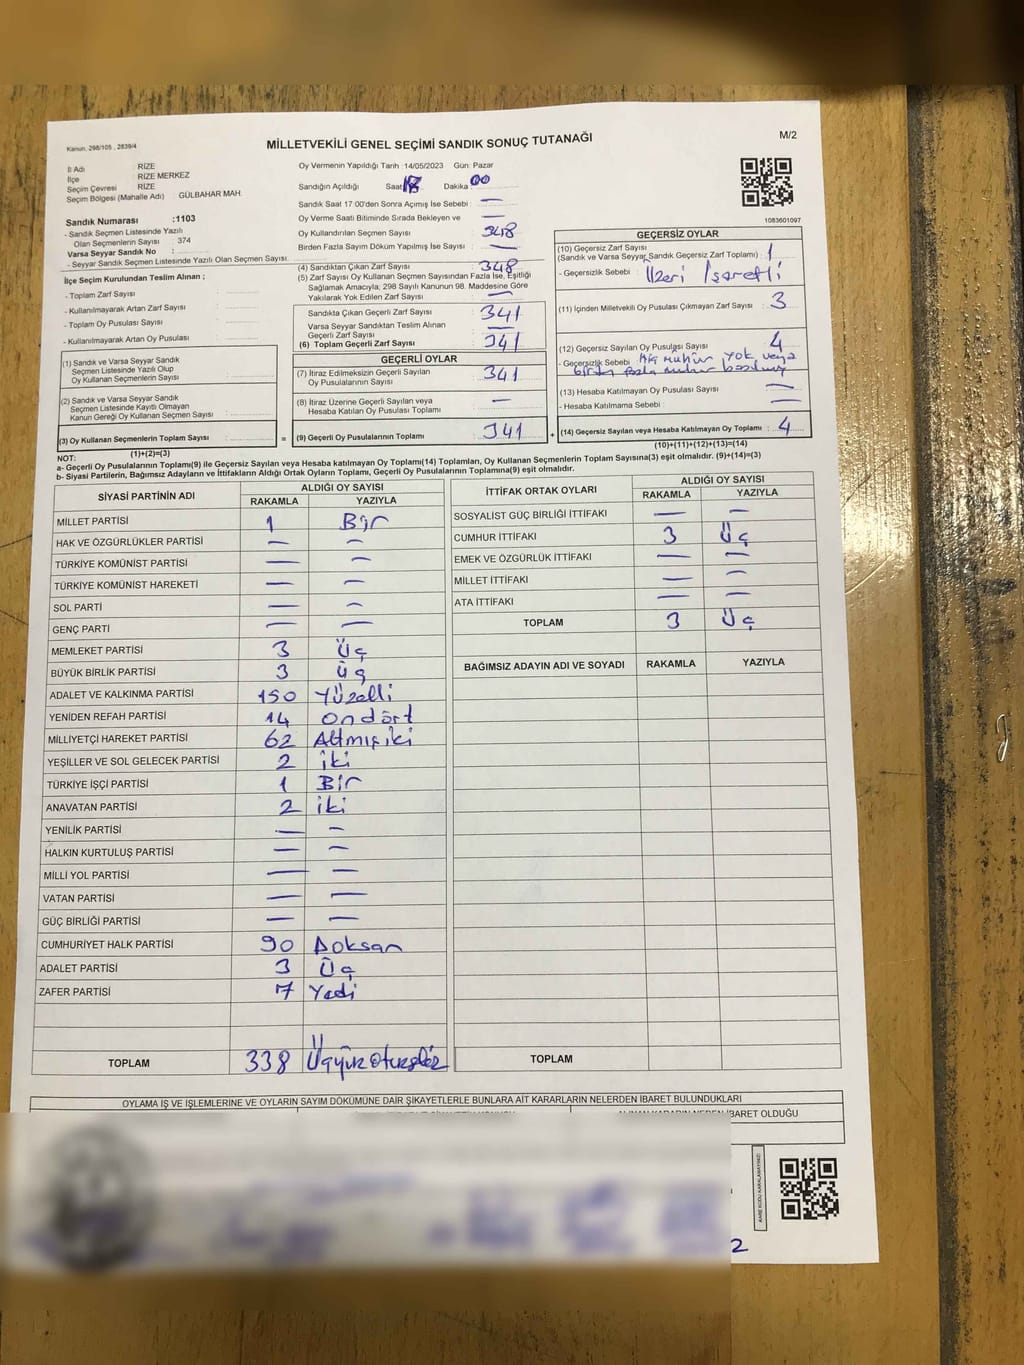 Kanun, 298/105 , 2839/4
MİLLETVEKİLİ GENEL SEÇİMİ SANDIK SONUÇ TUTANAĞI
M/2
İl Adı RİZE
İlçe RİZE MERKEZ
Seçim Çevresi RİZE
Seçim Bölgesi (Mahalle Adı) : GÜLBAHAR MAH.
Sandık Numarası :1103
- Sandık Seçmen Listesinde Yazılı
Olan Seçmenlerin Sayısı : 374
Varsa Seyyar Sandık No :
- Seyyar Sandık Seçmen Listesinde Yazılı Olan Seçmen Sayısı
İlçe Seçim Kurulundan Teslim Alınan ;
- Toplam Zarf Sayısı
- Kullanılmayarak Artan Zarf Sayısı
- Toplam Oy Pusulası Sayısı
- Kullanılmayarak Artan Oy Pusulası
(1) Sandık ve Varsa Seyyar Sandık
Seçmen Listesinde Yazılı Olup
Oy Kullanan Seçmenlerin Sayısı
(2) Sandık ve Varsa Seyyar Sandık
Seçmen Listesinde Kayıtlı Olmayan
Kanun Gereği Oy Kullanan Seçmen Sayısı
(3) Oy Kullanan Seçmenlerin Toplam Sayısı
(1)+(2)=(3)
Oy Vermenin Yapıldığı Tarih :14/05/2023 Gün: Pazar
Sandığın Açıldığı Saat Dakika 00
Sandık Saat 17:00'den Sonra Açılmış İse Sebebi : —
Oy Verme Saati Bitiminde Sırada Bekleyen ve —
Oy Kullandırılan Seçmen Sayısı 348
Birden Fazla Sayım Döküm Yapılmış İse Sayısı : —
(4) Sandıktan Çıkan Zarf Sayısı 348
(5) Zarf Sayısı Oy Kullanan Seçmen Sayısından Fazla İse, Eşitliği
Sağlamak Amacıyla; 298 Sayılı Kanunun 98. Maddesine Göre
Yakılarak Yok Edilen Zarf Sayısı —
Sandıkta Çıkan Geçerli Zarf Sayısı 341
Varsa Seyyar Sandıktan Teslim Alınan
Geçerli Zarf Sayısı —
(6) Toplam Geçerli Zarf Sayısı 341
GEÇERLİ OYLAR
(7) İtiraz Edilmeksizin Geçerli Sayılan
Oy Pusulalarının Sayısı 341
(8) İtiraz Üzerine Geçerli Sayılan veya
Hesaba Katılan Oy Pusulası Toplamı —
= (9) Geçerli Oy Pusulalarının Toplamı 341
1083601097
GEÇERSİZ OYLAR
(10) Geçersiz Zarf Sayısı
(Sandık ve Varsa Seyyar Sandık Geçersiz Zarf Toplamı) : 1
- Geçersizlik Sebebi : Üzeri İşaretli
(11) İçinden Milletvekili Oy Pusulası Çıkmayan Zarf Sayısı : 3
(12) Geçersiz Sayılan Oy Pusulası Sayısı 4
- Geçersizlik Sebebi : Hiç mühür yok veya
birden fazla mühür basılmış
(13) Hesaba Katılmayan Oy Pusulası Sayısı —
- Hesaba Katılmama Sebebi : —
+ (14) Geçersiz Sayılan veya Hesaba Katılmayan Oy Toplamı : 4
(10)+(11)+(12)+(13)=(14)
NOT:
a- Geçerli Oy Pusulalarının Toplamı(9) ile Geçersiz Sayılan veya Hesaba katılmayan Oy Toplamı(14) Toplamları, Oy Kullanan Seçmenlerin Toplam Sayısına(3) eşit olmalıdır. (9)+(14)=(3)
b- Siyasi Partilerin, Bağımsız Adayların ve İttifakların Aldığı Ortak Oyların Toplamı, Geçerli Oy Pusulalarının Toplamına(9) eşit olmalıdır.
SİYASİ PARTİNİN ADI ALDIĞI OY SAYISI
RAKAMLA YAZIYLA
MİLLET PARTİSİ 1 Bir
HAK VE ÖZGÜRLÜKLER PARTİSİ — —
TÜRKİYE KOMÜNİST PARTİSİ — —
TÜRKİYE KOMÜNİST HAREKETİ — —
SOL PARTİ — —
GENÇ PARTİ — —
MEMLEKET PARTİSİ 3 Üç
BÜYÜK BİRLİK PARTİSİ 3 Üç
ADALET VE KALKINMA PARTİSİ 150 Yüzelli
YENİDEN REFAH PARTİSİ 14 Ondört
MİLLİYETÇİ HAREKET PARTİSİ 62 Altmışiki
YEŞİLLER VE SOL GELECEK PARTİSİ 2 iki
TÜRKİYE İŞÇİ PARTİSİ 1 Bir
ANAVATAN PARTİSİ 2 iki
YENİLİK PARTİSİ — —
HALKIN KURTULUŞ PARTİSİ — —
MİLLİ YOL PARTİSİ — —
VATAN PARTİSİ — —
GÜÇ BİRLİĞİ PARTİSİ — —
CUMHURİYET HALK PARTİSİ 90 Doksan
ADALET PARTİSİ 3 Üç
ZAFER PARTİSİ 7 Yedi
TOPLAM 338 Üçyüzotuzsekiz
İTTİFAK ORTAK OYLARI ALDIĞI OY SAYISI
RAKAMLA YAZIYLA
SOSYALİST GÜÇ BİRLİĞİ İTTİFAKI — —
CUMHUR İTTİFAKI 3 Üç
EMEK VE ÖZGÜRLÜK İTTİFAKI — —
MİLLET İTTİFAKI — —
ATA İTTİFAKI — —
TOPLAM 3 Üç
BAĞIMSIZ ADAYIN ADI VE SOYADI RAKAMLA YAZIYLA
TOPLAM
OYLAMA İŞ VE İŞLEMLERİNE VE OYLARIN SAYIM DÖKÜMÜNE DAİR ŞİKAYETLERLE BUNLARA AİT KARARLARIN NELERDEN İBARET BULUNDUKLARI
İBARET OLDUĞU
2